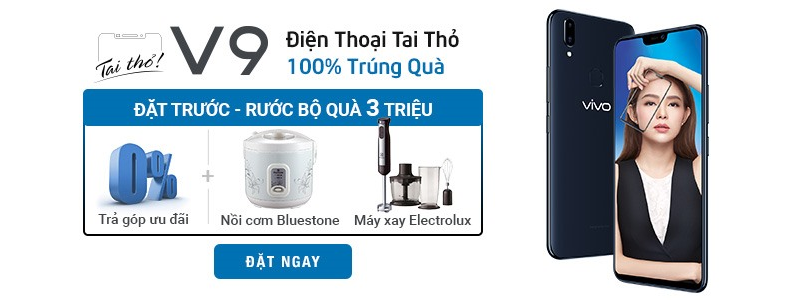 Tai thỏ!
V9
Điện Thoại Tai Thỏ
100% Trúng Quà
ĐẶT TRƯỚC - RƯỚC BỘ QUÀ 3 TRIỆU
0%
+
Trả góp ưu đãi
Nồi cơm Bluestone
Máy xay Electrolux
ĐẶT NGAY
vivo